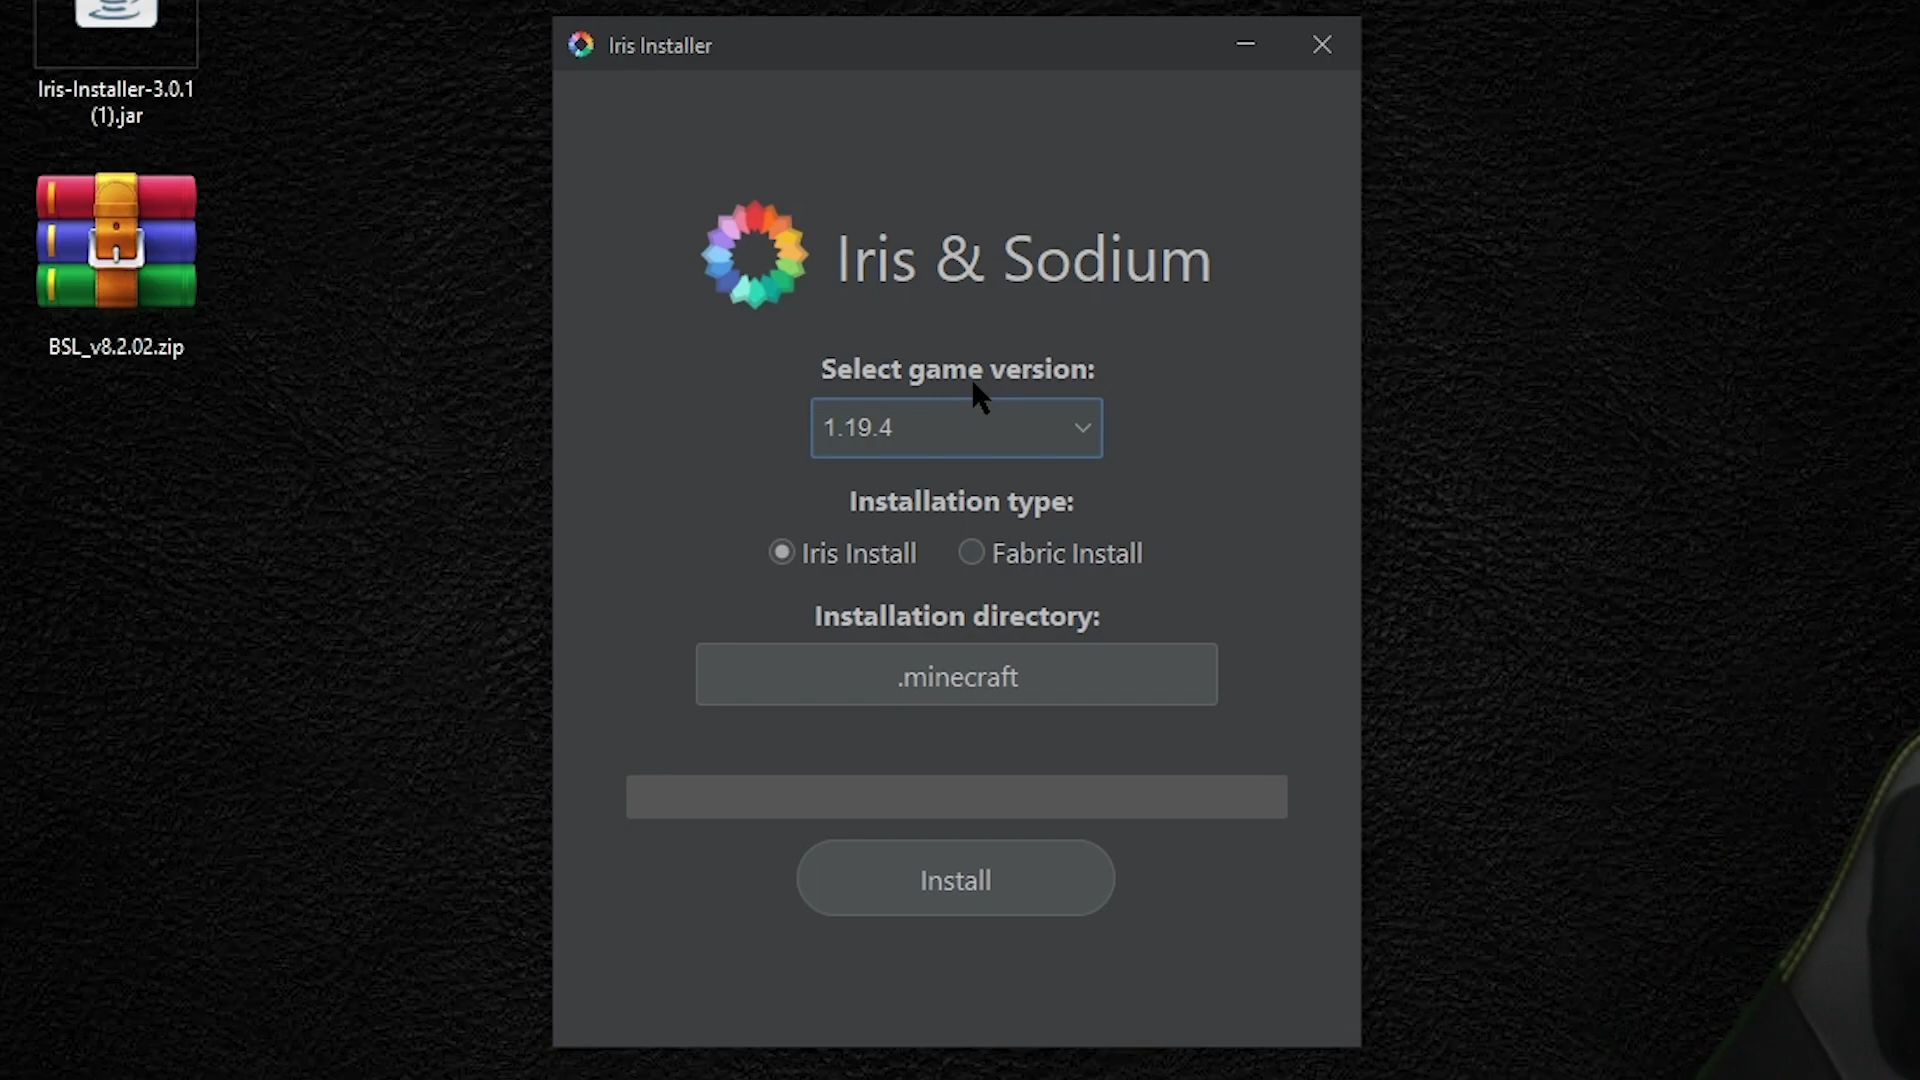 Iris-Installer-3.0.1
(1).jar
BSL_v8.2.02.zip
Iris Installer
Iris & Sodium
Select game version:
1.19.4
Installation type:
Iris Install
Fabric Install
Installation directory:
.minecraft
Install